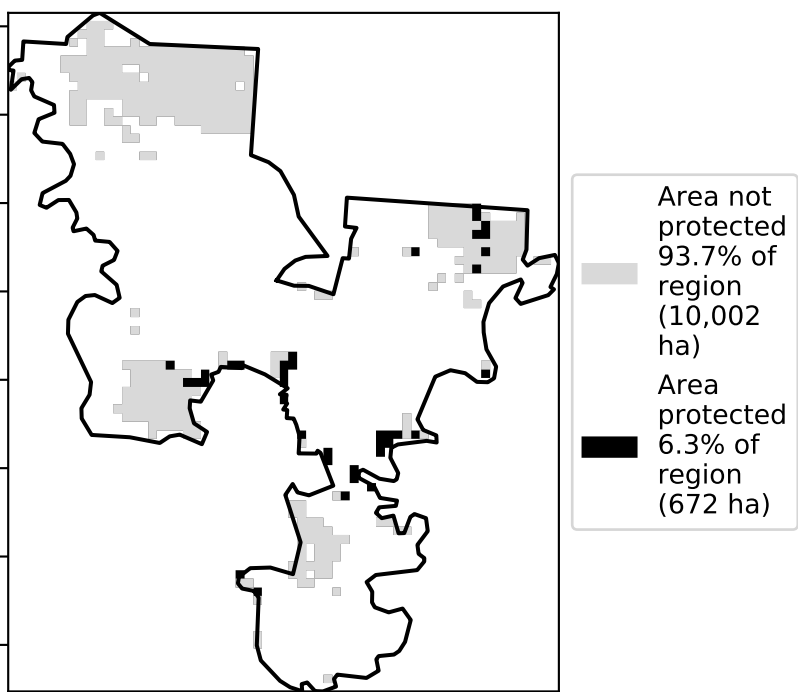 Area not
protected
93.7% of
region
(10,002
ha)
Area
protected
6.3% of
region
(672 ha)